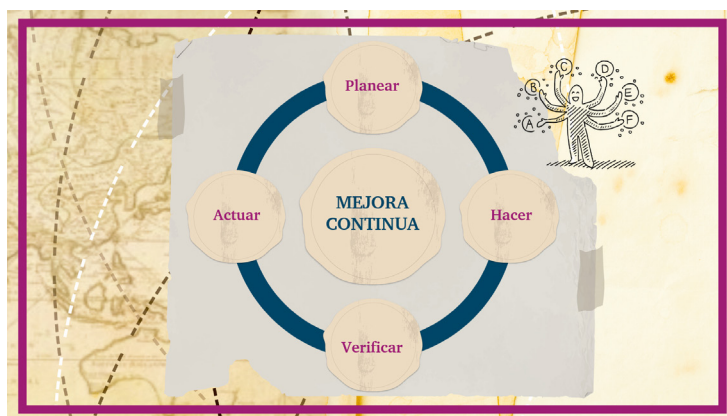 Planear
C
D
B
E
A
F
Actuar
MEJORA
CONTINUA
Hacer
Verificar